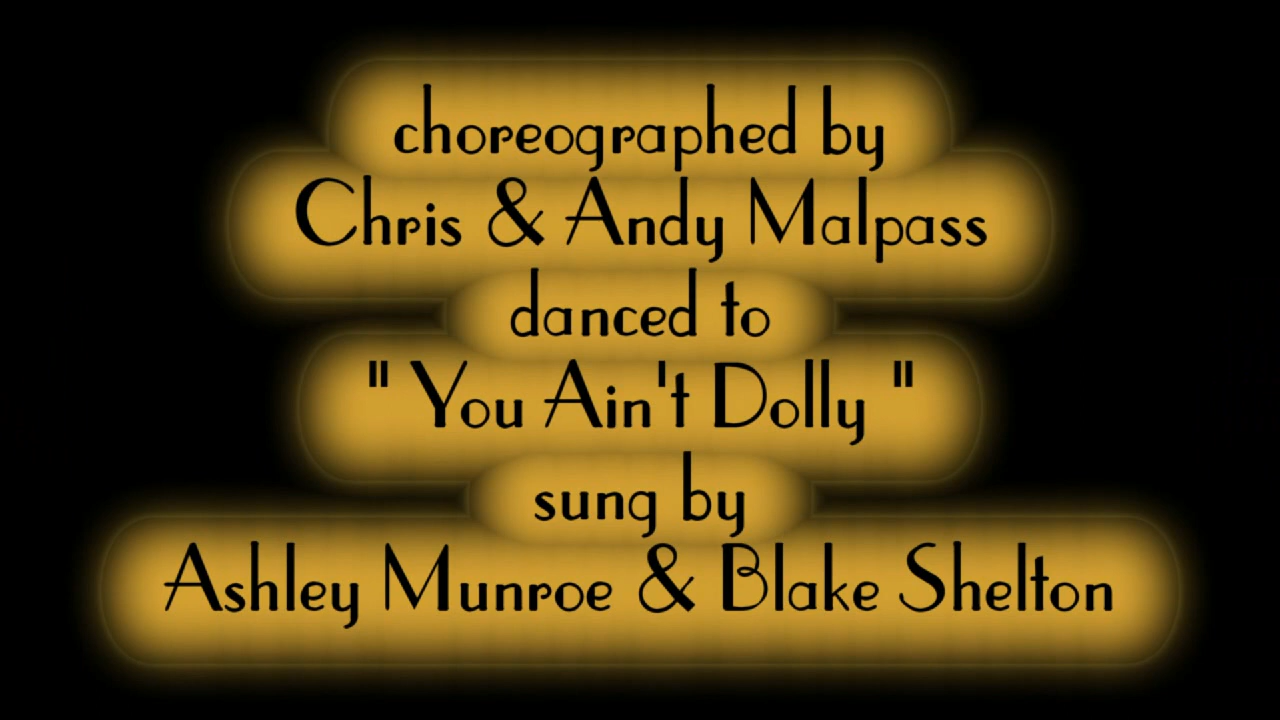 choreographed by
Chris & Andy Malpass
danced to
" You Ain't Dolly "
sung by
Ashley Munroe & Blake Shelton